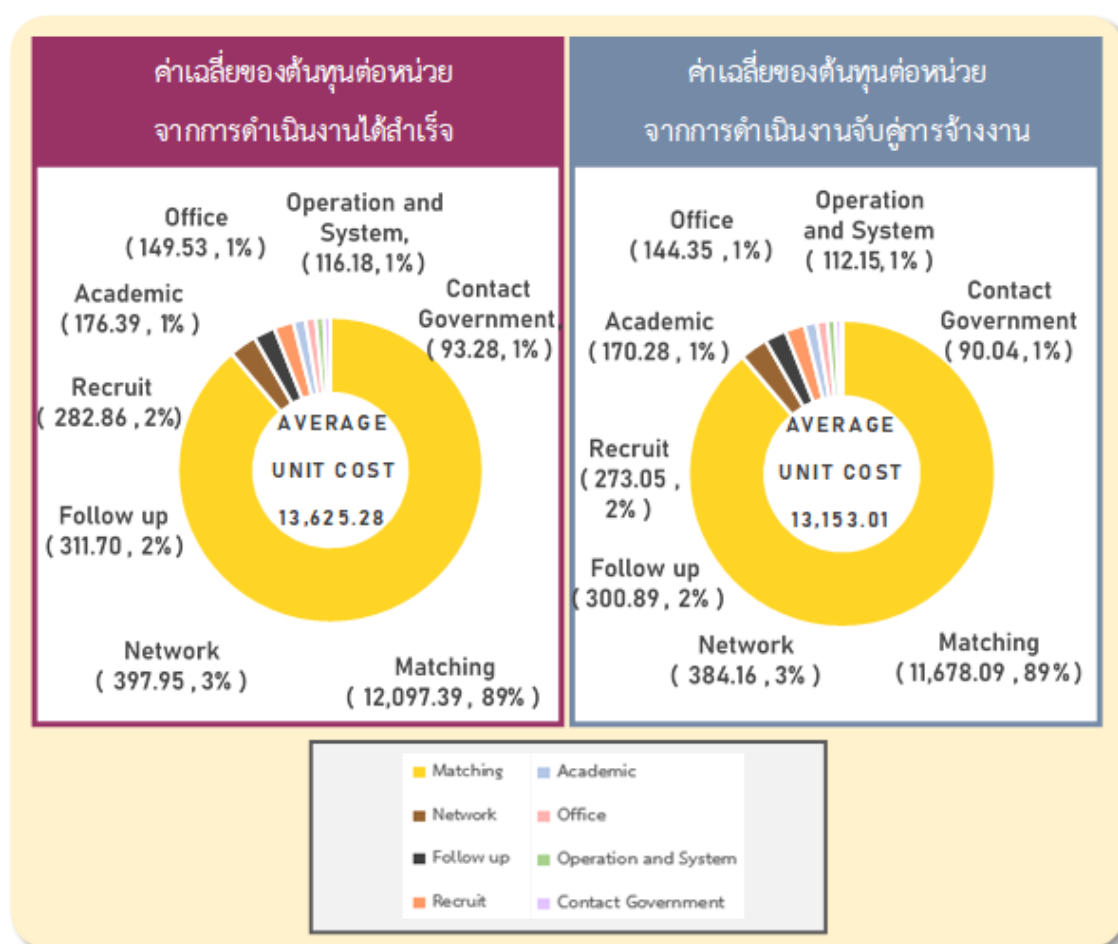 ค่าเฉลี่ยของต้นทุนต่อหน่วย
จากการดำเนินงานได้สำเร็จ
Office
( 149.53 , 1% )
Operation and
System,
( 116.18, 1% )
Academic
( 176.39 , 1% )
Contact
Government,
( 93.28, 1% )
Recruit
( 282.86 , 2%)
AVERAGE
UNIT COST
13,625.28
Follow up
( 311.70 , 2% )
Network
( 397.95 , 3% )
Matching
( 12,097.39 , 89% )
ค่าเฉลี่ยของต้นทุนต่อหน่วย
จากการดำเนินงานจับคู่การจ้างงาน
Office
( 144.35 , 1% )
Operation
and System
( 112.15, 1% )
Academic
( 170.28 , 1% )
Contact
Government
( 90.04 , 1% )
Recruit
( 273.05 ,
2% )
AVERAGE
UNIT COST
13,153.01
Follow up
( 300.89 , 2% )
Network
( 384.16 , 3% )
Matching
( 11,678.09 , 89% )
Matching
Network
Follow up
Recruit
Academic
Office
Operation and System
Contact Government